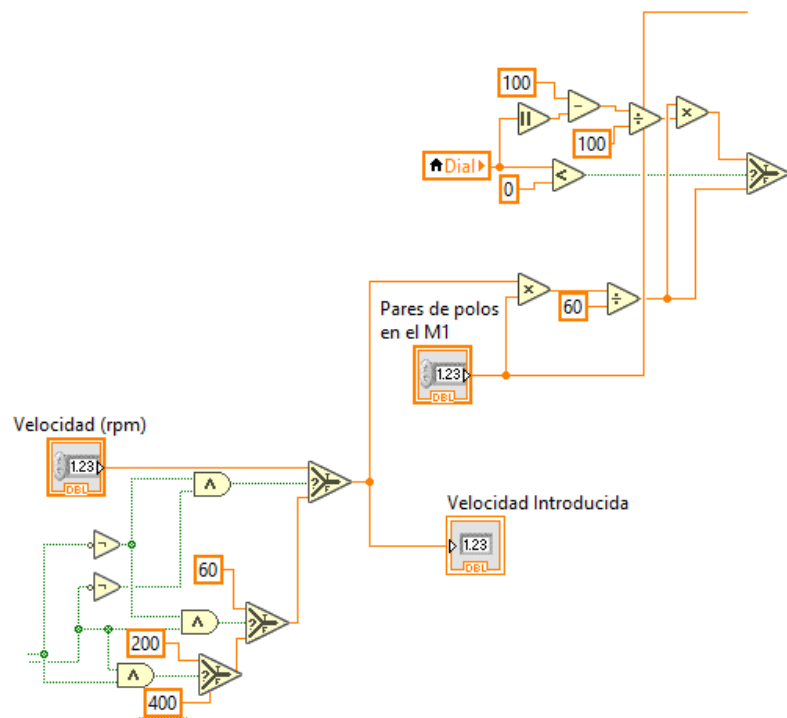 100
100
Dial
0
Pares de polos
en el M1
60
1.23
DBL
Velocidad (rpm)
1.23
DBL
Velocidad Introducida
1.23
DBL
60
200
400